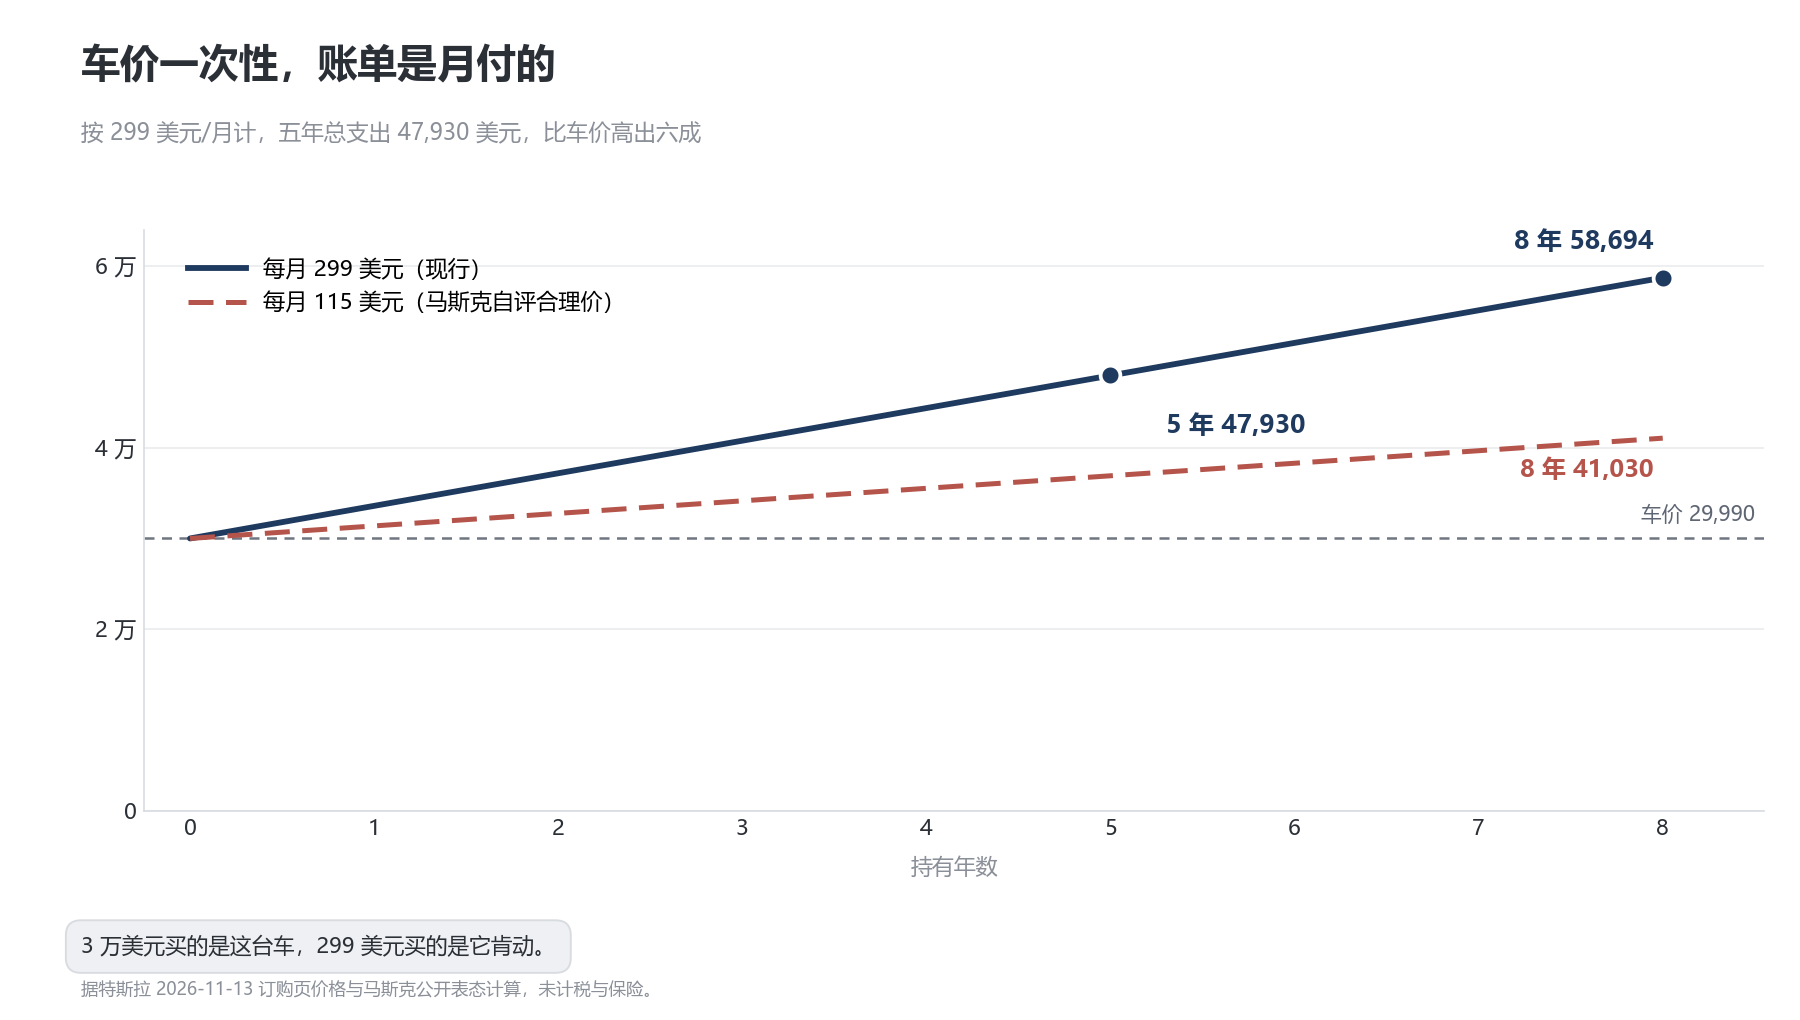 车价一次性，账单是月付的
按 299 美元/月计，五年总支出 47,930 美元，比车价高出六成
8 年 58,694
6 万
每月 299 美元（现行）
每月 115 美元（马斯克自评合理价）
5 年 47,930
4 万
8 年 41,030
车价 29,990
2 万
0
0 1 2 3 4 5 6 7 8
持有年数
3 万美元买的是这台车，299 美元买的是它肯动。
据特斯拉 2026-11-13 订购页价格与马斯克公开表态计算，未计税与保险。